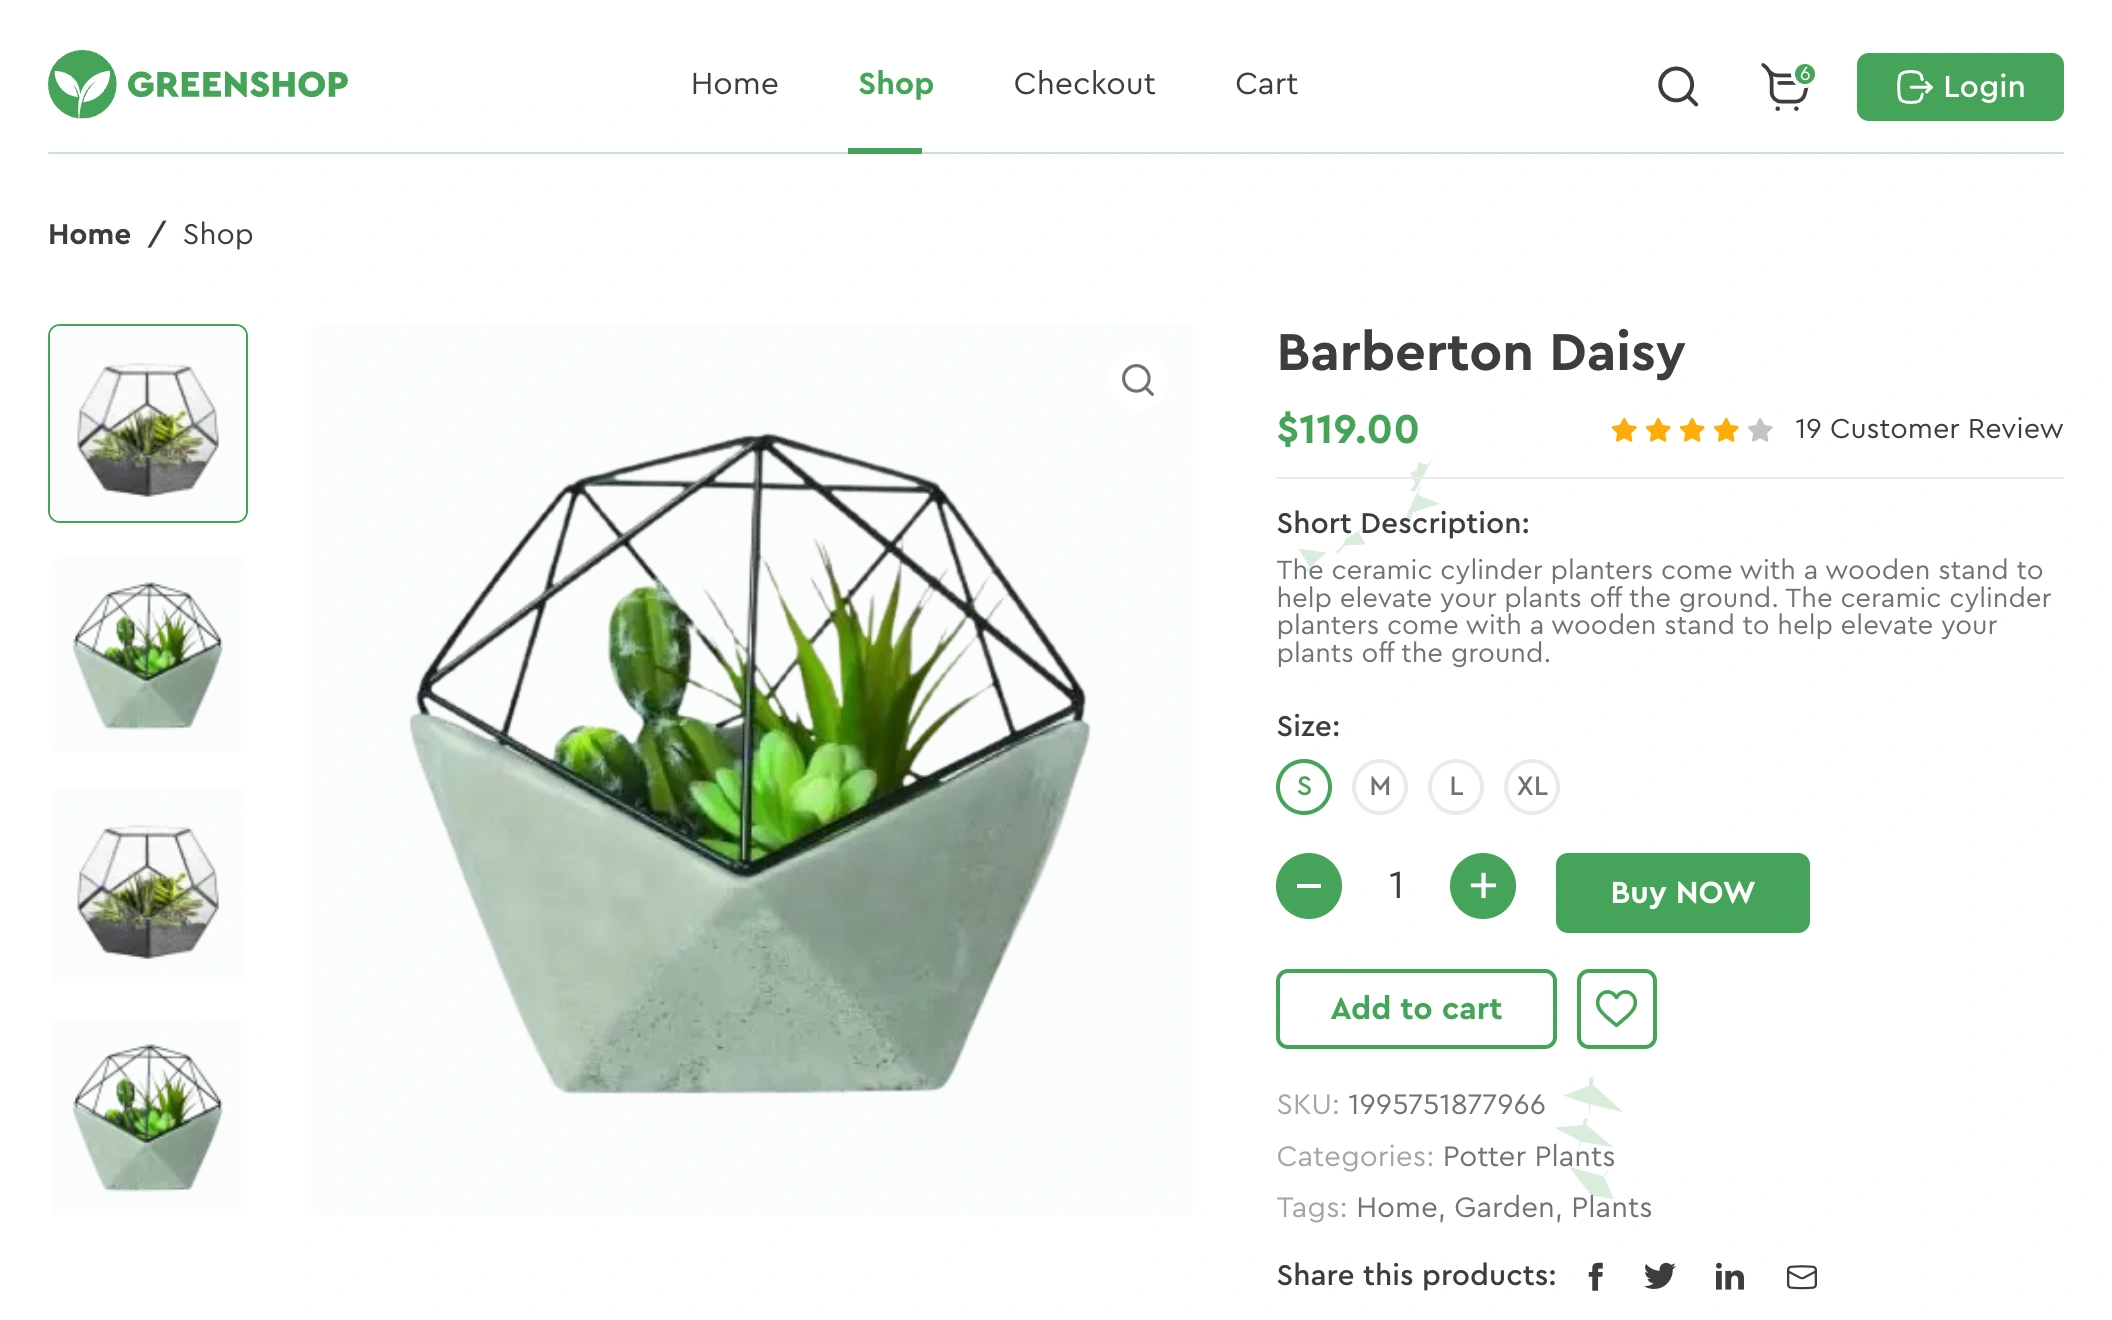 GREENSHOP
Home
Shop
Checkout
Cart
6
Login
Home / Shop
Barberton Daisy
$119.00
19 Customer Review
Short Description:
The ceramic cylinder planters come with a wooden stand to
help elevate your plants off the ground. The ceramic cylinder
planters come with a wooden stand to help elevate your
plants off the ground.
Size:
S
M
L
XL
1
Buy NOW
Add to cart
SKU: 1995751877966
Categories: Potter Plants
Tags: Home, Garden, Plants
Share this products: